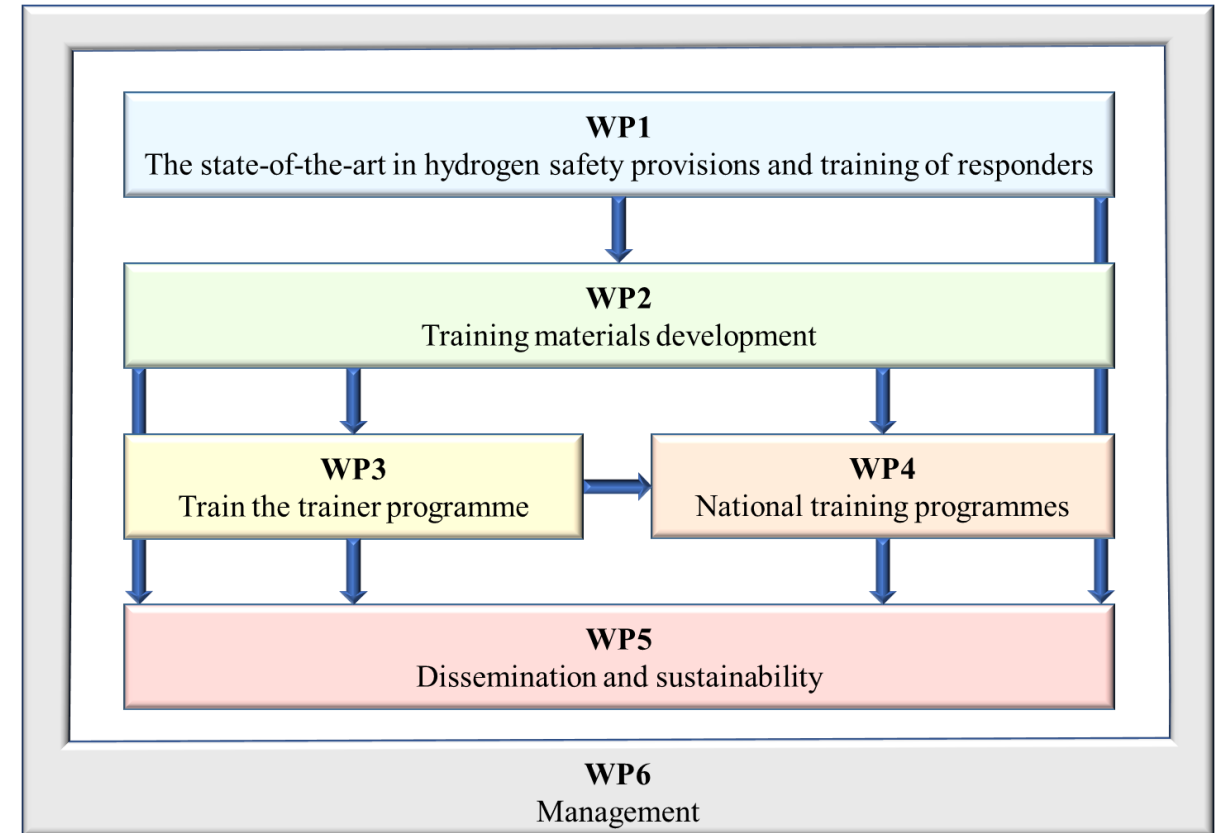 WP1
The state-of-the-art in hydrogen safety provisions and training of responders
WP2
Training materials development
WP3
Train the trainer programme
WP4
National training programmes
WP5
Dissemination and sustainability
WP6
Management